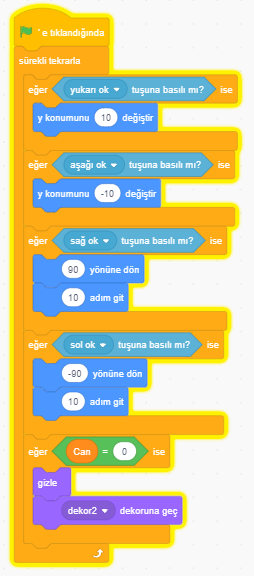 'e tıklandığında
sürekli tekrarla
eğer yukarı ok tuşuna basılı mı? ise
y konumunu 10 değiştir
eğer aşağı ok tuşuna basılı mı? ise
y konumunu -10 değiştir
eğer sağ ok tuşuna basılı mı? ise
90 yönüne dön
10 adım git
eğer sol ok tuşuna basılı mı? ise
-90 yönüne dön
10 adım git
eğer Can = 0 ise
gizle
dekor2 dekoruna geç